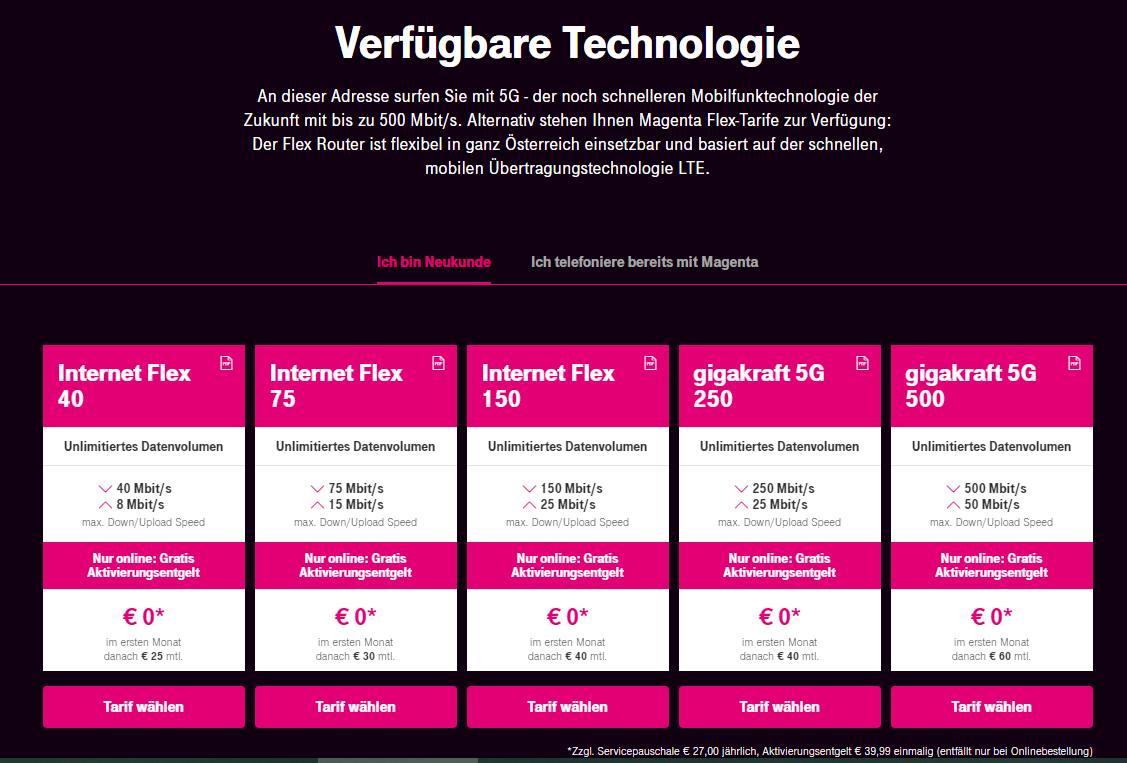 Verfügbare Technologie
An dieser Adresse surfen Sie mit 5G - der noch schnelleren Mobilfunktechnologie der
Zukunft mit bis zu 500 Mbit/s. Alternativ stehen Ihnen Magenta Flex-Tarife zur Verfügung:
Der Flex Router ist flexibel in ganz Österreich einsetzbar und basiert auf der schnellen,
mobilen Übertragungstechnologie LTE.
Ich bin Neukunde
Ich telefoniere bereits mit Magenta
Internet Flex
40
PDF
Unlimitiertes Datenvolumen
40 Mbit/s
8 Mbit/s
max. Down/Upload Speed
Nur online: Gratis
Aktivierungsentgelt
€ 0*
im ersten Monat
danach € 25 mtl.
Tarif wählen
Internet Flex
75
PDF
Unlimitiertes Datenvolumen
75 Mbit/s
15 Mbit/s
max. Down/Upload Speed
Nur online: Gratis
Aktivierungsentgelt
€ 0*
im ersten Monat
danach € 30 mtl.
Tarif wählen
Internet Flex
150
PDF
Unlimitiertes Datenvolumen
150 Mbit/s
25 Mbit/s
max. Down/Upload Speed
Nur online: Gratis
Aktivierungsentgelt
€ 0*
im ersten Monat
danach € 40 mtl.
Tarif wählen
gigakraft 5G
250
PDF
Unlimitiertes Datenvolumen
250 Mbit/s
25 Mbit/s
max. Down/Upload Speed
Nur online: Gratis
Aktivierungsentgelt
€ 0*
im ersten Monat
danach € 40 mtl.
Tarif wählen
gigakraft 5G
500
PDF
Unlimitiertes Datenvolumen
500 Mbit/s
50 Mbit/s
max. Down/Upload Speed
Nur online: Gratis
Aktivierungsentgelt
€ 0*
im ersten Monat
danach € 60 mtl.
Tarif wählen
*Zzgl. Servicepauschale € 27,00 jährlich, Aktivierungsentgelt € 39,99 einmalig (entfällt nur bei Onlinebestellung)